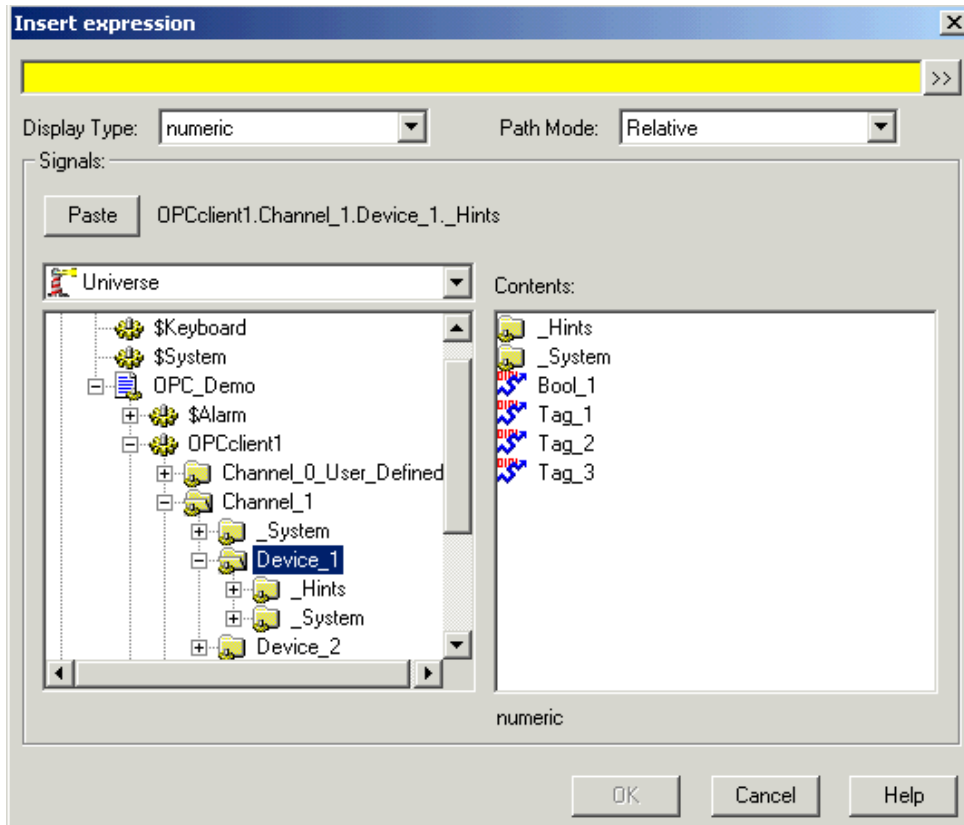 Insert expression
>>
Display Type: numeric Path Mode: Relative
Signals:
Paste OPCclient1.Channel_1.Device_1._Hints
Universe
Contents:
$Keyboard
$System
OPC_Demo
$Alarm
OPCclient1
Channel_0_User_Defined
Channel_1
_System
Device_1
_Hints
_System
Device_2
_Hints
_System
Bool_1
Tag_1
Tag_2
Tag_3
numeric
OK Cancel Help